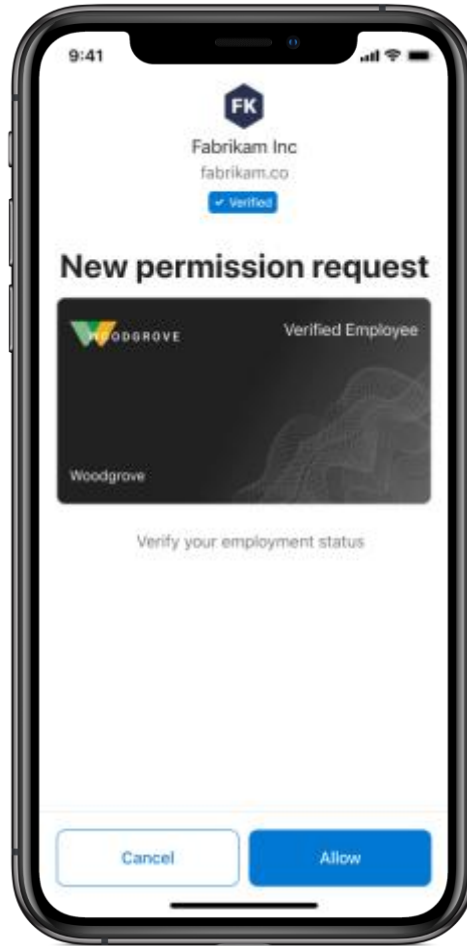 9:41
FK
Fabrikam Inc
fabrikam.co
✓ Verified
New permission request
WOODGROVE
Verified Employee
Woodgrove
Verify your employment status
Cancel
Allow